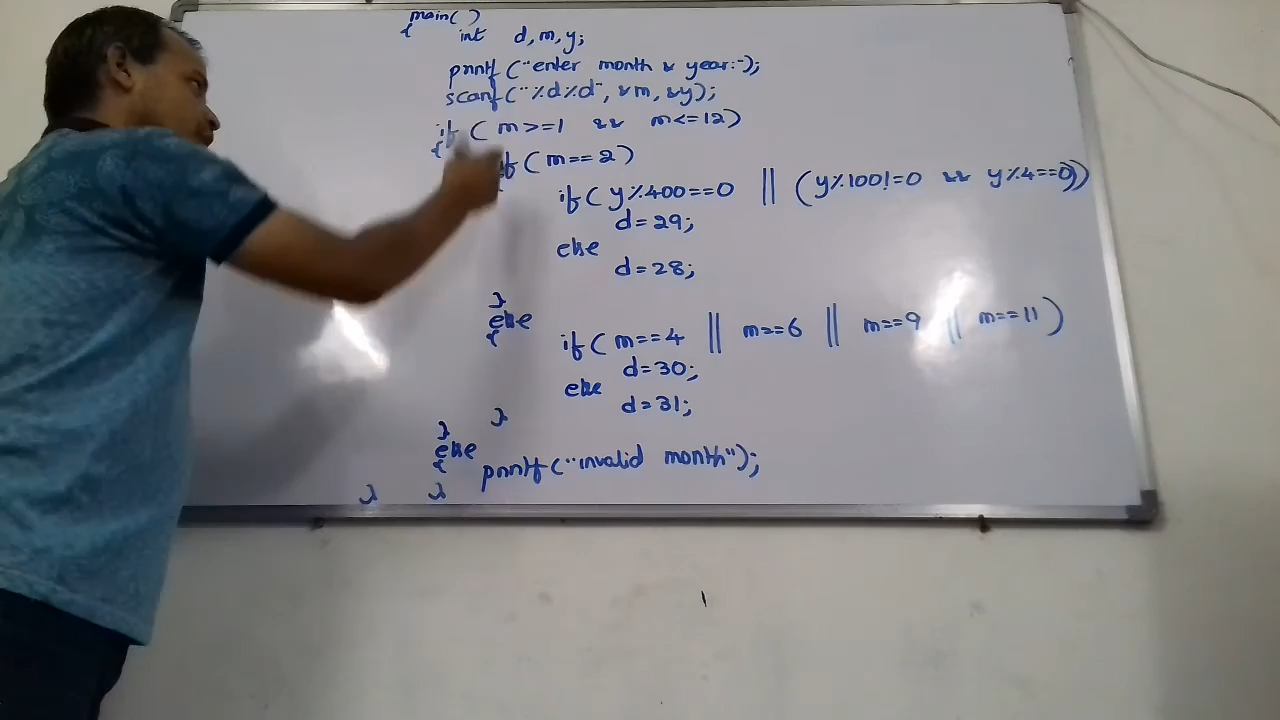 main( )
{ int d, m, y;
printf ("enter month & year:-");
scanf("%d%d", &m, &y);
if ( m>=1 && m<=12)
{
if ( m==2 )
if ( y%400==0 || (y%100!=0 && y%4==0))
d=29;
else
d=28;
}
else
{
if ( m==4 || m==6 || m==9 || m==11 )
d=30;
else
d=31;
}
}
else
{
printf ("invalid month");
}
}